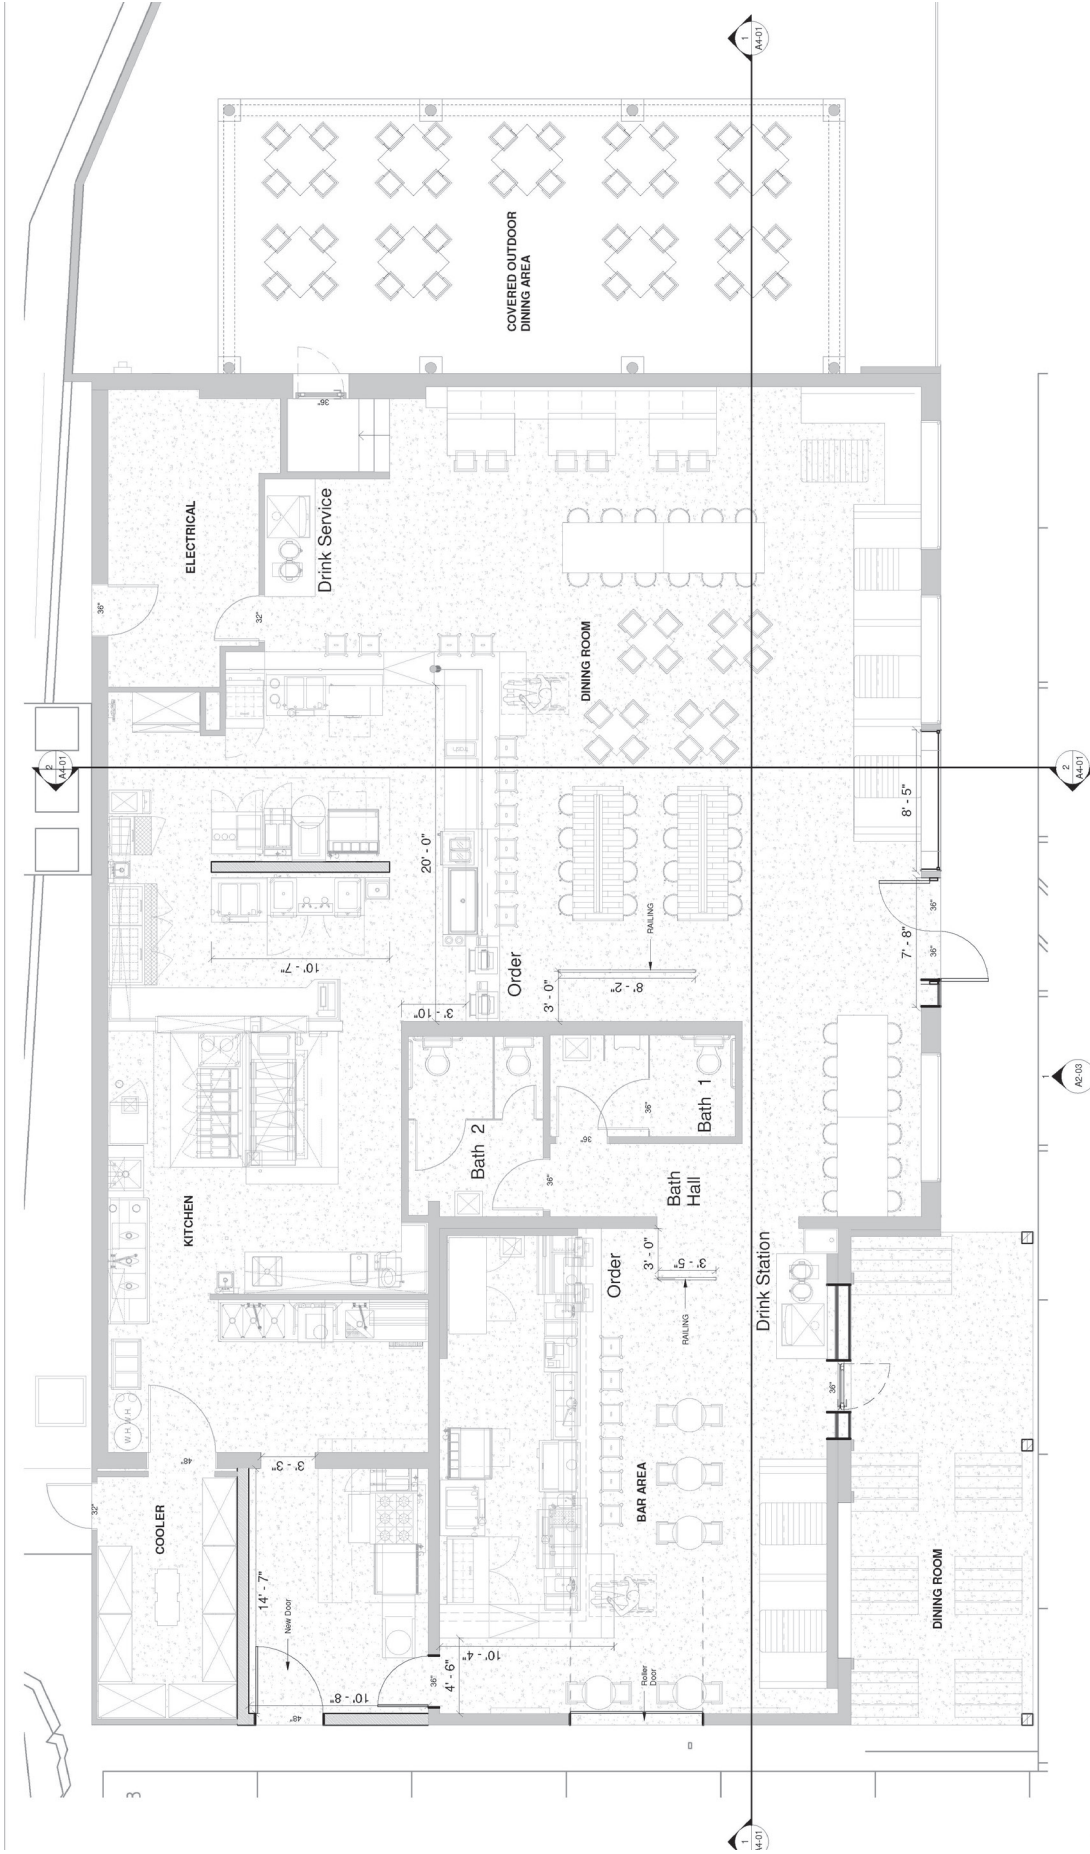 1
A4-01
COVERED OUTDOOR
DINING AREA
36"
ELECTRICAL
Drink Service
36"
32"
DINING ROOM
2
A4-01
2
A4-01
8' - 5"
20' - 0"
10' - 7"
RAILING
Order
8' - 2"
3' - 0"
3' - 10"
36"
7' - 8"
36"
1
A2-03
Bath 2
Bath 1
36"
36"
36"
Bath
Hall
KITCHEN
Order
3' - 0"
3' - 5"
RAILING
Drink Station
36"
W.H.
W.H.
48"
3' - 3"
32"
COOLER
BAR AREA
14' - 7"
New Door
10' - 4"
4' - 6"
36"
10' - 8"
48"
Roller
Door
DINING ROOM
1
A4-01